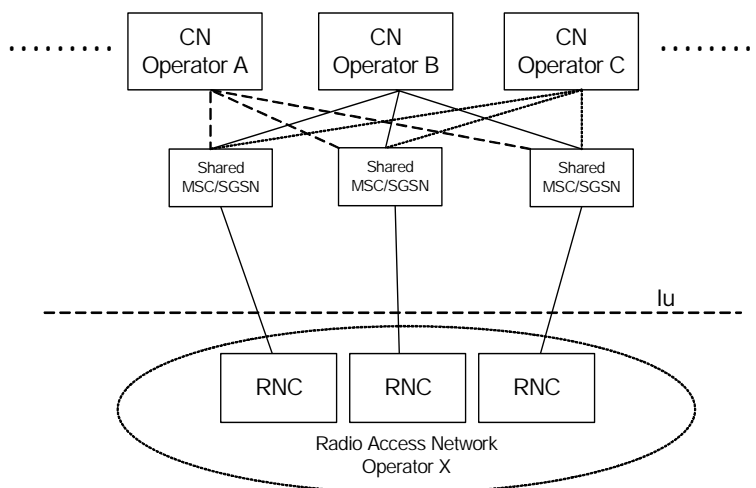 CN
Operator A
CN
Operator B
CN
Operator C
Shared
MSC/SGSN
Shared
MSC/SGSN
Shared
MSC/SGSN
Iu
RNC
RNC
RNC
Radio Access Network
Operator X